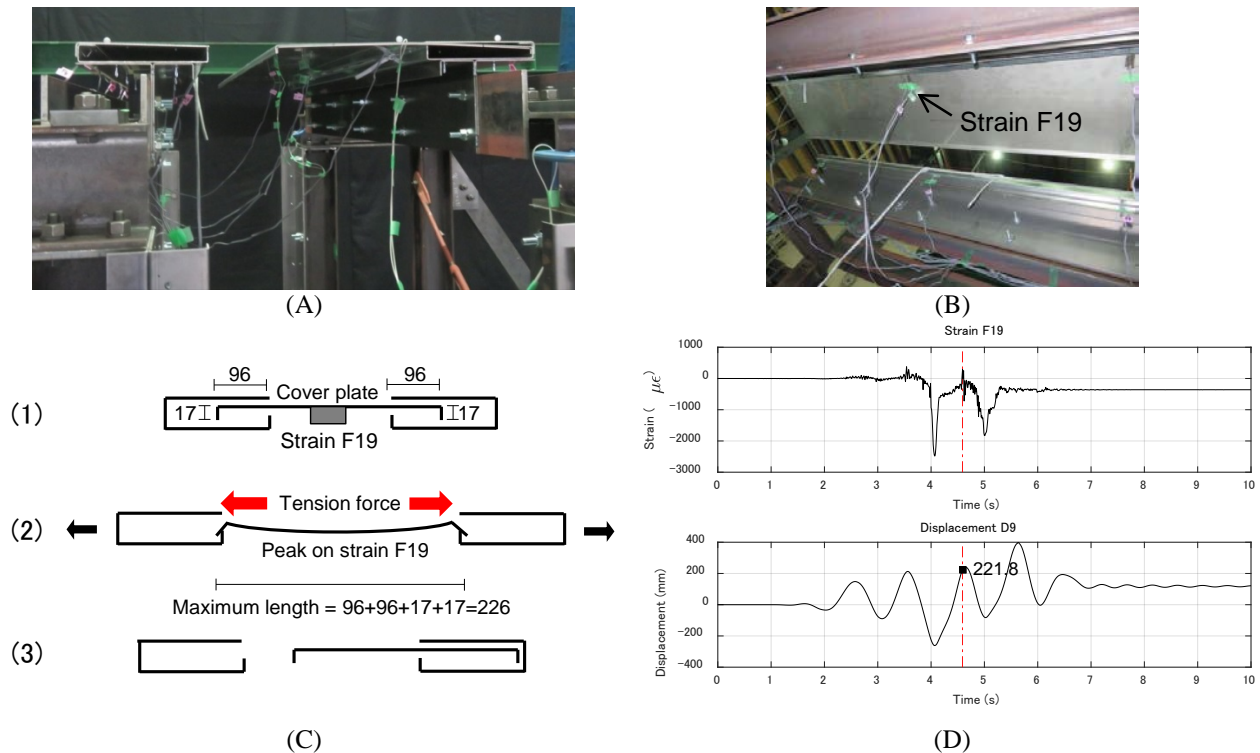 Strain F19
(A)
(B)
(1)
96
96
Cover plate
17
17
Strain F19
(2)
Tension force
Peak on strain F19
Maximum length = 96+96+17+17=226
(3)
(C)
Strain F19
1000
0
-1000
-2000
-3000
Strain ( με )
0 1 2 3 4 5 6 7 8 9 10
Time (s)
Displacement D9
400
200
0
-200
-400
Displacement (mm)
221.8
0 1 2 3 4 5 6 7 8 9 10
Time (s)
(D)